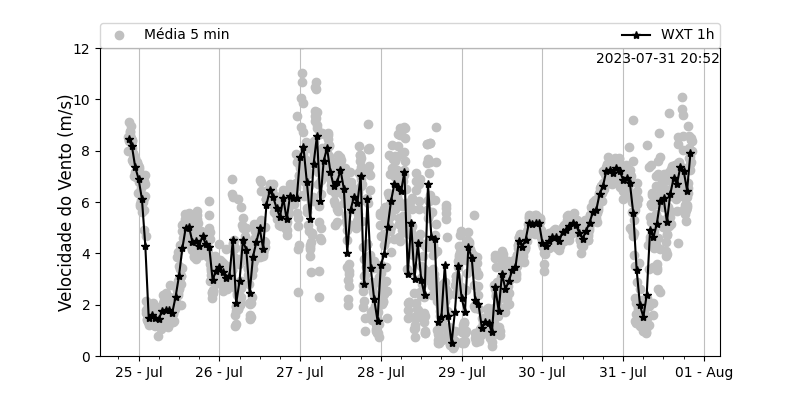 Média 5 min WXT 1h
2023-07-31 20:52
Velocidade do Vento (m/s)
12
10
8
6
4
2
0
25 - Jul 26 - Jul 27 - Jul 28 - Jul 29 - Jul 30 - Jul 31 - Jul 01 - Aug